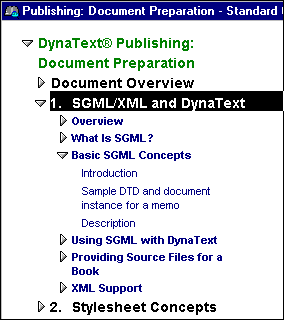 Publishing: Document Preparation - Standard
DynaText® Publishing:
Document Preparation
Document Overview
1. SGML/XML and DynaText
Overview
What Is SGML?
Basic SGML Concepts
Introduction
Sample DTD and document
instance for a memo
Description
Using SGML with DynaText
Providing Source Files for a
Book
XML Support
2. Stylesheet Concepts